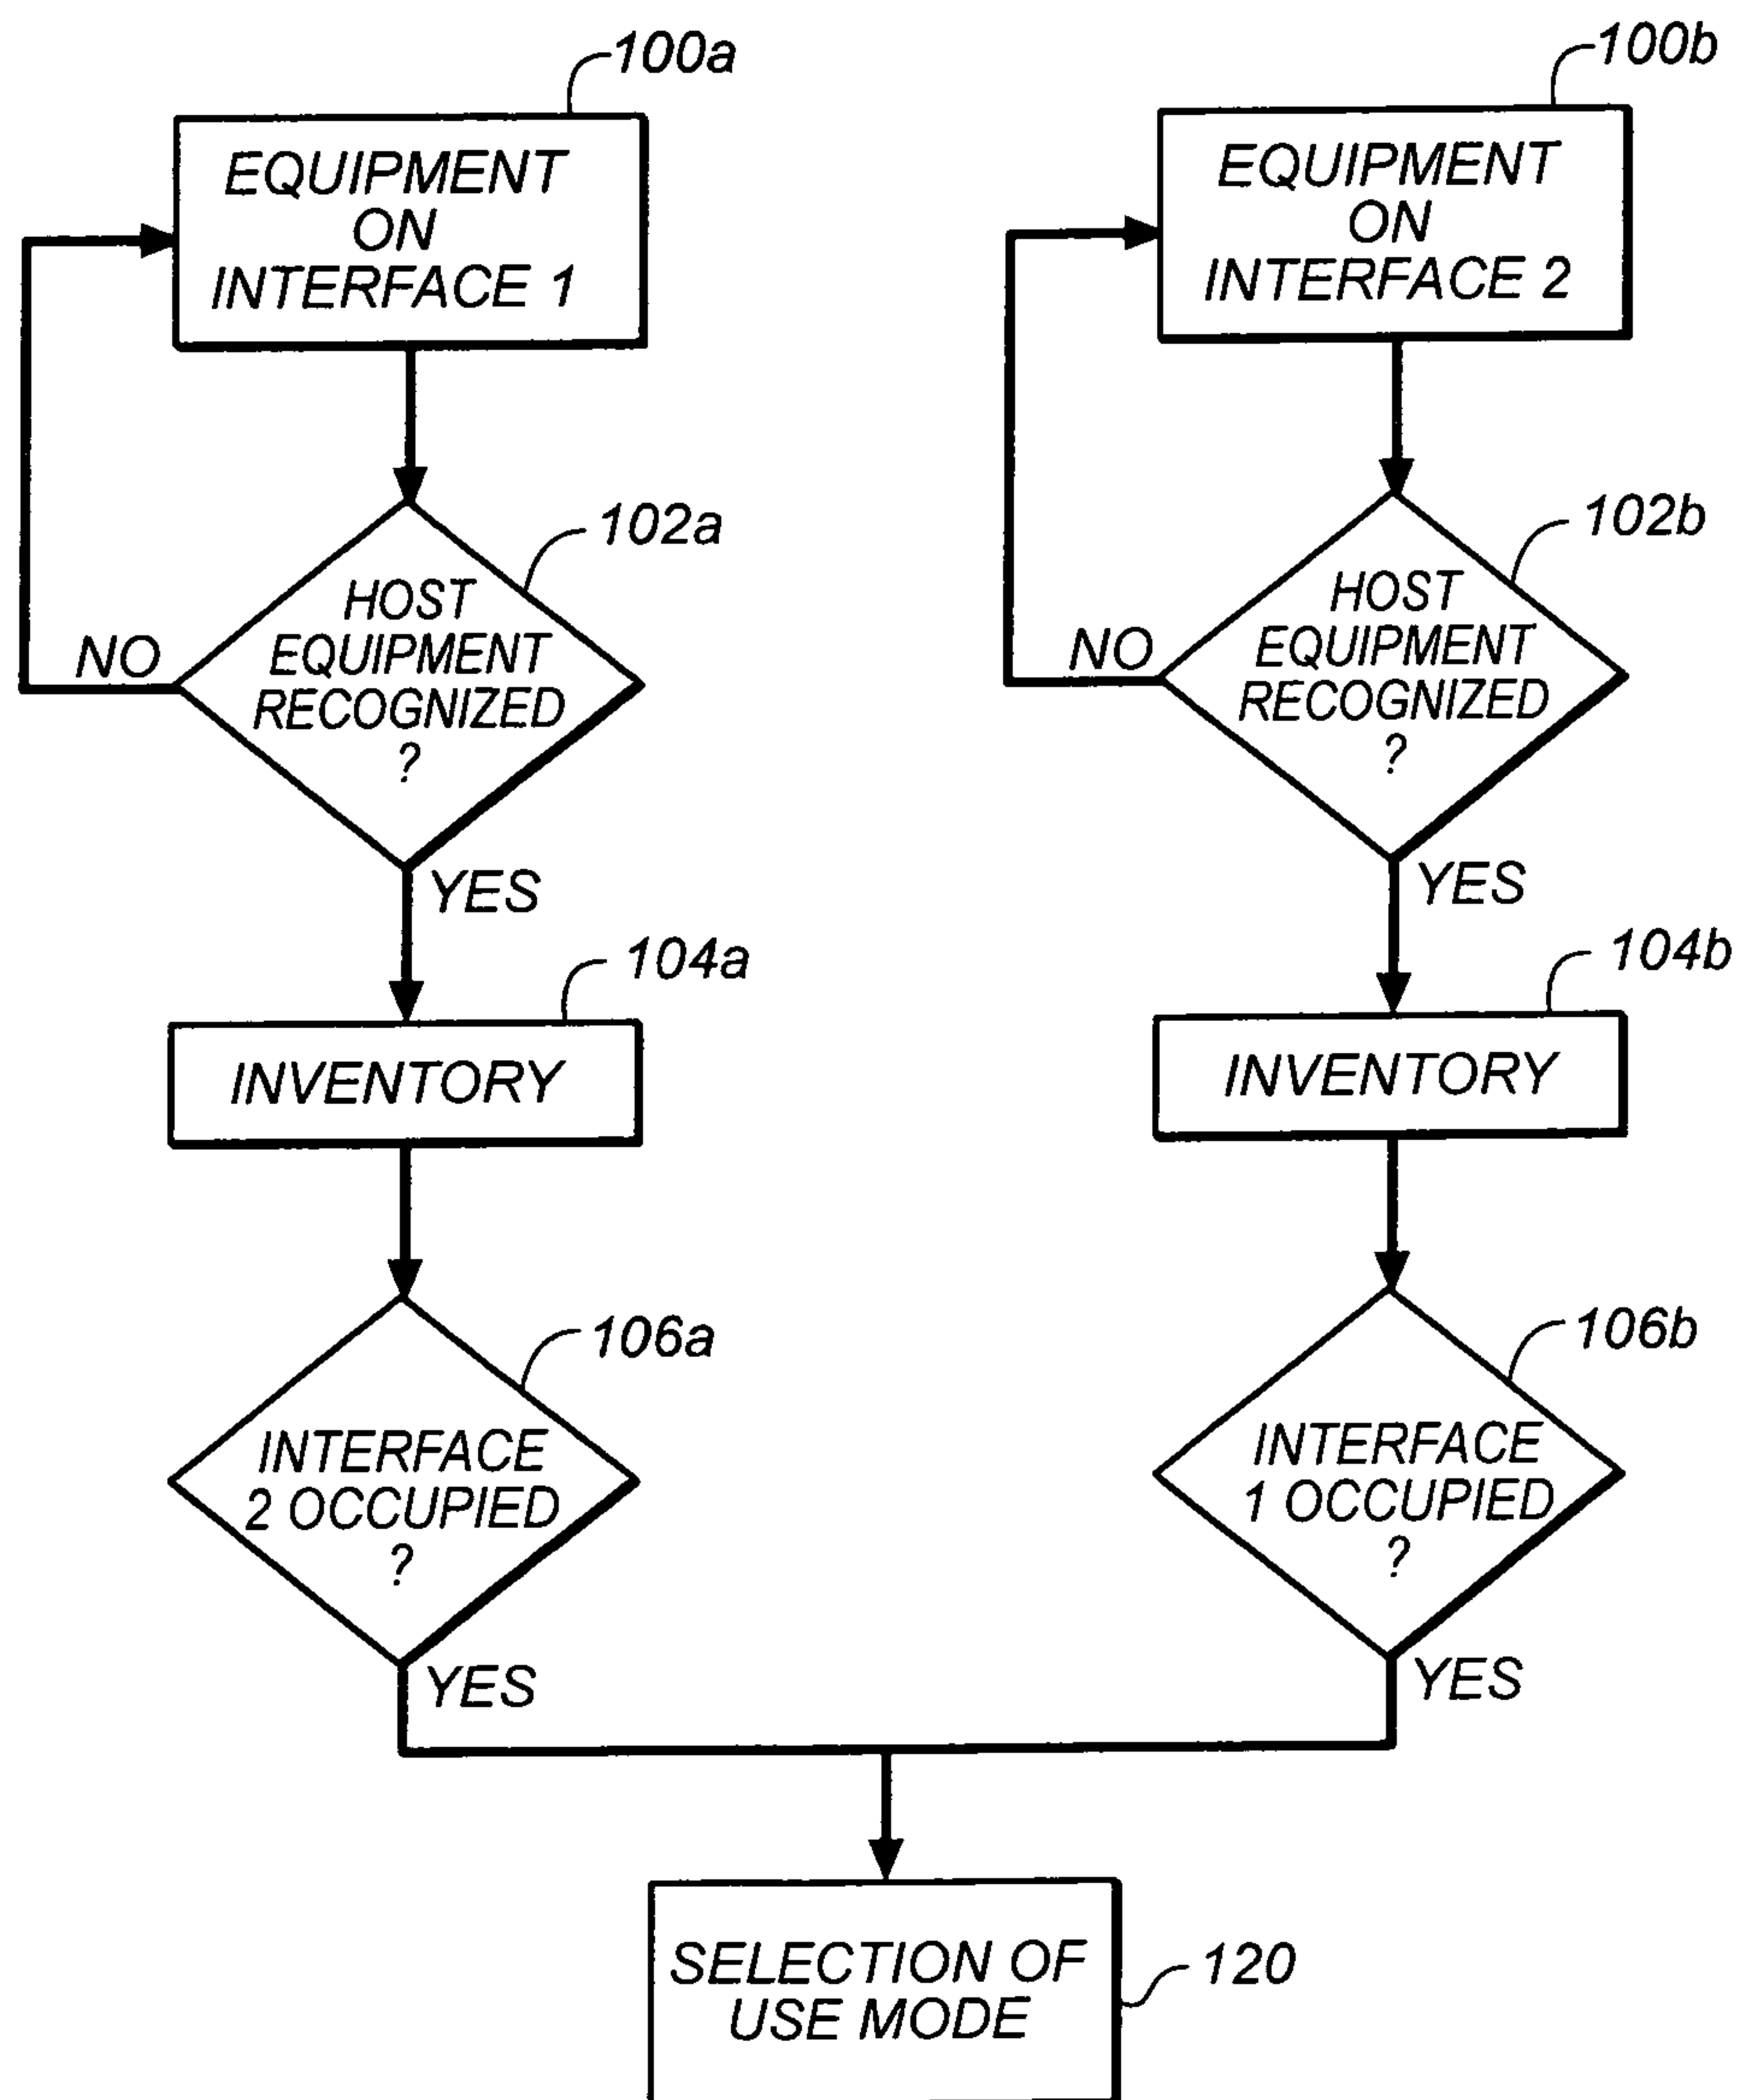 100a
EQUIPMENT
ON
INTERFACE 1
102a
HOST
EQUIPMENT
RECOGNIZED
?
NO
YES
104a
INVENTORY
106a
INTERFACE
2 OCCUPIED
?
YES
100b
EQUIPMENT
ON
INTERFACE 2
102b
HOST
EQUIPMENT
RECOGNIZED
?
NO
YES
104b
INVENTORY
106b
INTERFACE
1 OCCUPIED
?
YES
SELECTION OF
USE MODE
120